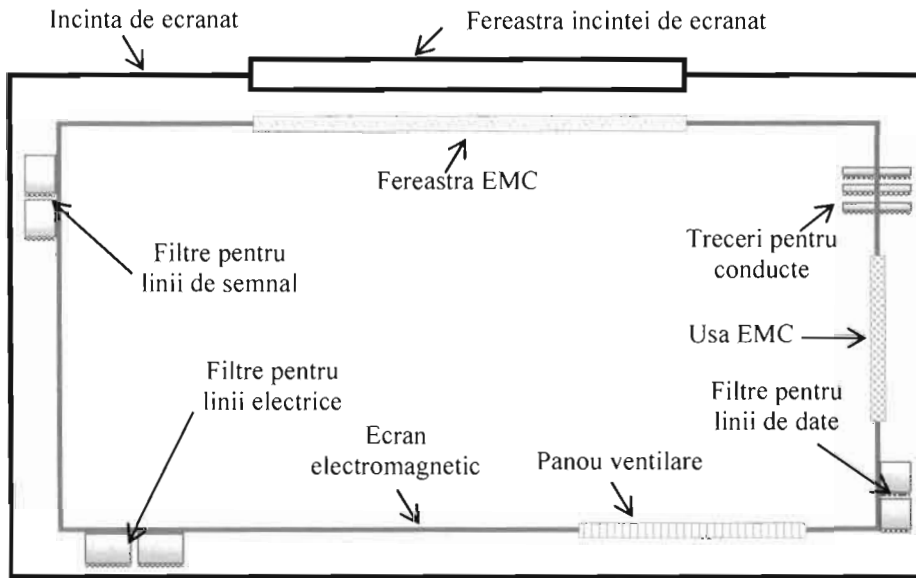 Incinta de ecranat
Fereastra incintei de ecranat
Fereastra EMC
Filtre pentru
linii de semnal
Treceri pentru
conducte
Usa EMC
Filtre pentru
linii electrice
Filtre pentru
linii de date
Ecran
electromagnetic
Panou ventilare